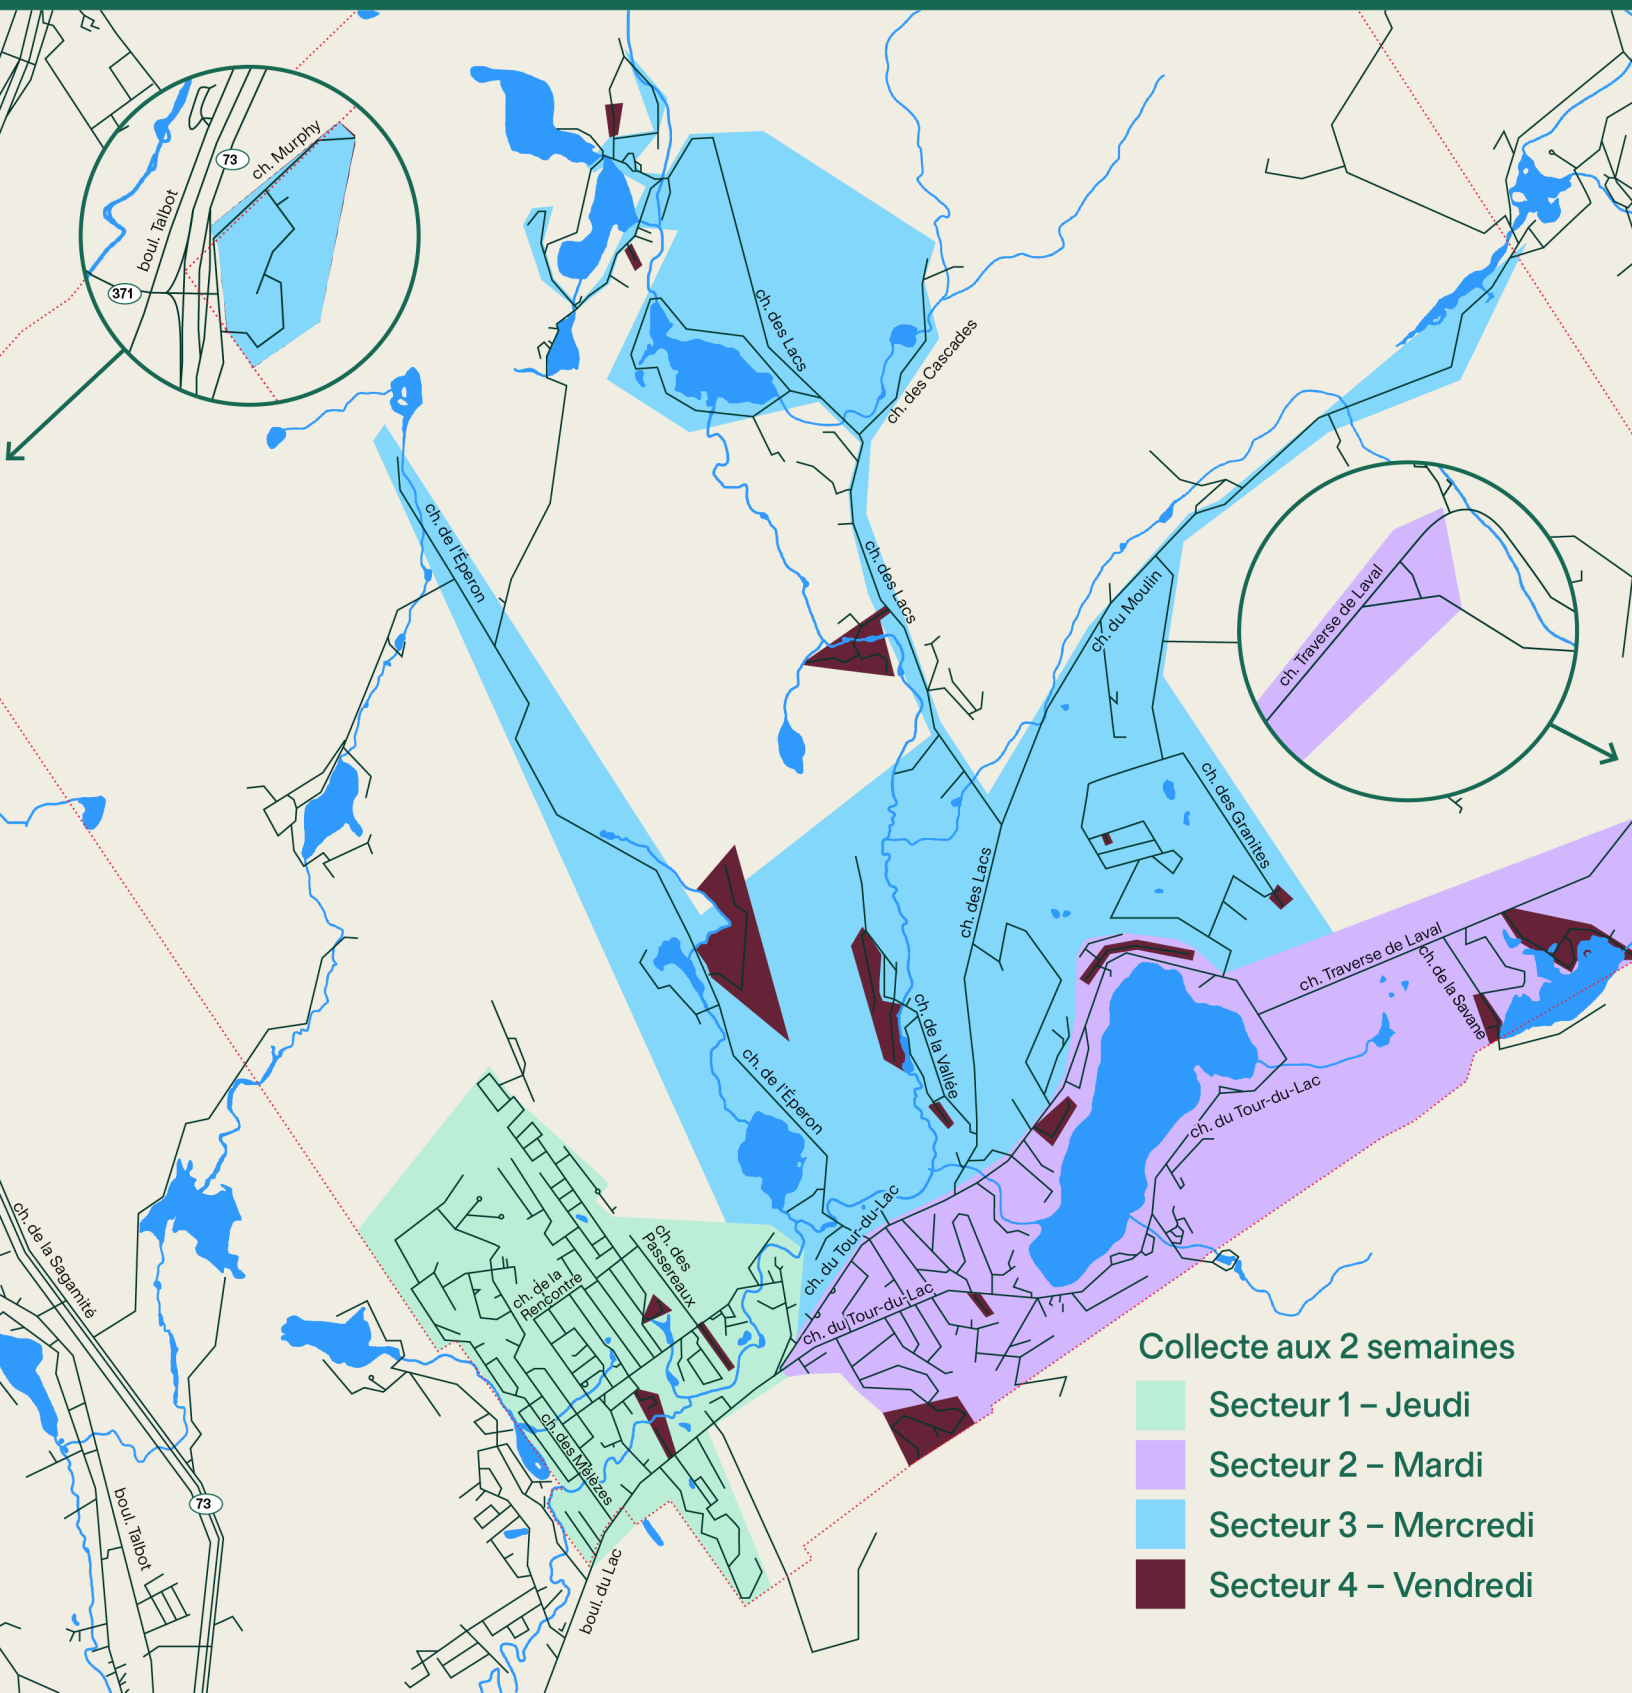 ch. Murphy
73
boul. Talbot
371
ch. des Lacs
ch. des Cascades
ch. de l'Éperon
ch. des Lacs
ch. du Moulin
ch. Traverse de Laval
ch. des Granites
ch. des Lacs
ch. Traverse de Laval
ch. de la Savane
ch. de la Vallée
ch. de l'Éperon
ch. du Tour-du-Lac
ch. du Tour-du-Lac
ch. de la Sagamité
ch. des
Passereaux
ch. de la
Rencontre
ch. du Tour-du-Lac
ch. des Mélèzes
73
boul. Talbot
boul. du Lac
Collecte aux 2 semaines
Secteur 1 – Jeudi
Secteur 2 – Mardi
Secteur 3 – Mercredi
Secteur 4 – Vendredi